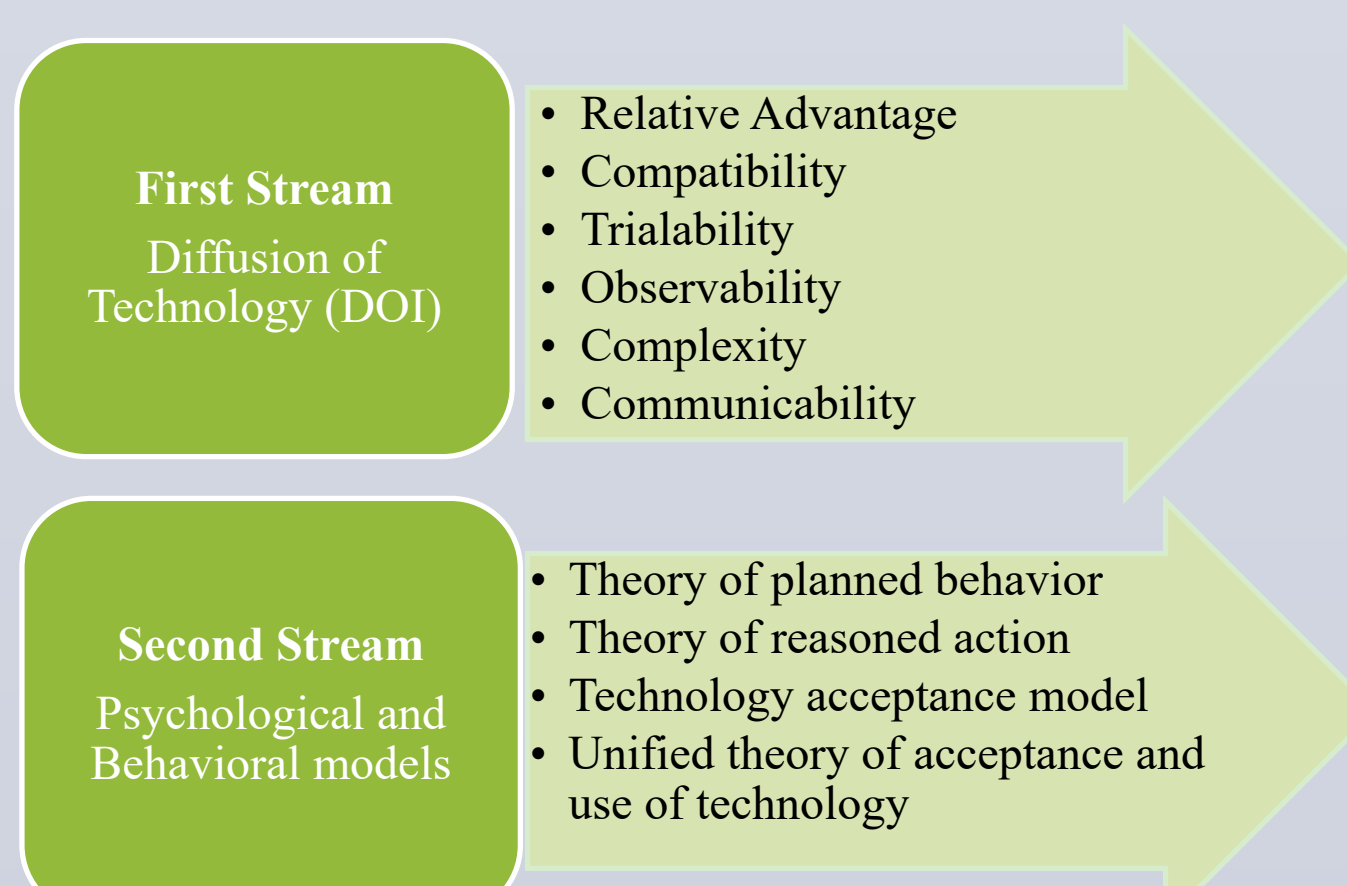 First Stream
Diffusion of
Technology (DOI)
• Relative Advantage
• Compatibility
• Trialability
• Observability
• Complexity
• Communicability
Second Stream
Psychological and
Behavioral models
• Theory of planned behavior
• Theory of reasoned action
• Technology acceptance model
• Unified theory of acceptance and
use of technology